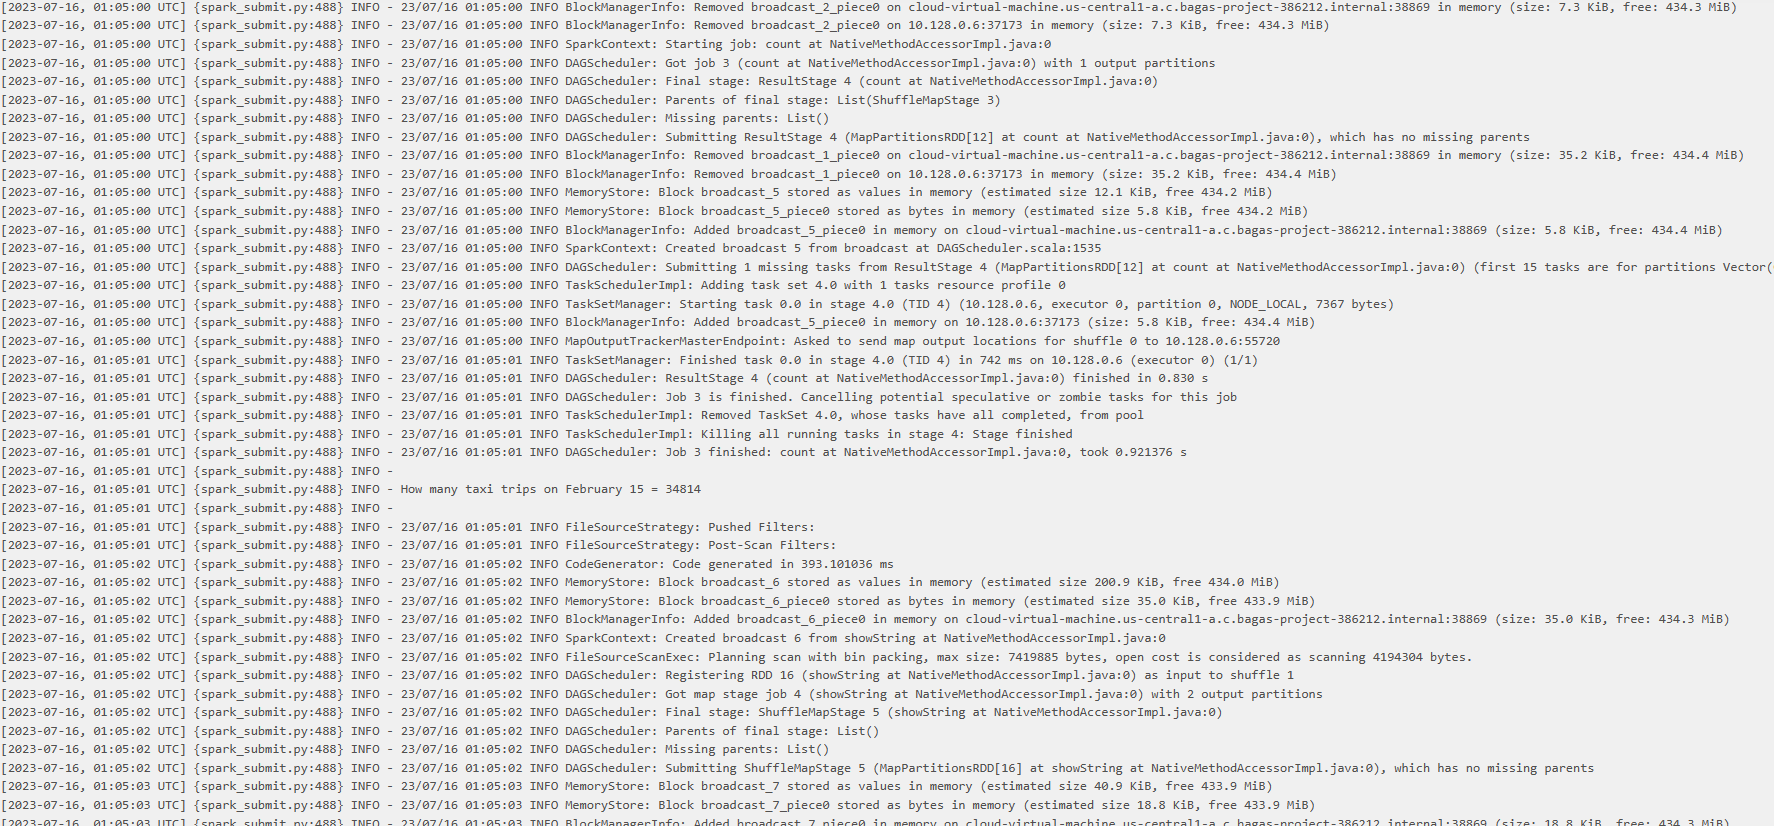 [2023-07-16, 01:05:00 UTC] {spark_submit.py:488} INFO - 23/07/16 01:05:00 INFO BlockManagerInfo: Removed broadcast_2_piece0 on cloud-virtual-machine.us-central1-a.c.bagas-project-386212.internal:38869 in memory (size: 7.3 KiB, free: 434.3 MiB)
[2023-07-16, 01:05:00 UTC] {spark_submit.py:488} INFO - 23/07/16 01:05:00 INFO BlockManagerInfo: Removed broadcast_2_piece0 on 10.128.0.6:37173 in memory (size: 7.3 KiB, free: 434.3 MiB)
[2023-07-16, 01:05:00 UTC] {spark_submit.py:488} INFO - 23/07/16 01:05:00 INFO SparkContext: Starting job: count at NativeMethodAccessorImpl.java:0
[2023-07-16, 01:05:00 UTC] {spark_submit.py:488} INFO - 23/07/16 01:05:00 INFO DAGScheduler: Got job 3 (count at NativeMethodAccessorImpl.java:0) with 1 output partitions
[2023-07-16, 01:05:00 UTC] {spark_submit.py:488} INFO - 23/07/16 01:05:00 INFO DAGScheduler: Final stage: ResultStage 4 (count at NativeMethodAccessorImpl.java:0)
[2023-07-16, 01:05:00 UTC] {spark_submit.py:488} INFO - 23/07/16 01:05:00 INFO DAGScheduler: Parents of final stage: List(ShuffleMapStage 3)
[2023-07-16, 01:05:00 UTC] {spark_submit.py:488} INFO - 23/07/16 01:05:00 INFO DAGScheduler: Missing parents: List()
[2023-07-16, 01:05:00 UTC] {spark_submit.py:488} INFO - 23/07/16 01:05:00 INFO DAGScheduler: Submitting ResultStage 4 (MapPartitionsRDD[12] at count at NativeMethodAccessorImpl.java:0), which has no missing parents
[2023-07-16, 01:05:00 UTC] {spark_submit.py:488} INFO - 23/07/16 01:05:00 INFO BlockManagerInfo: Removed broadcast_1_piece0 on cloud-virtual-machine.us-central1-a.c.bagas-project-386212.internal:38869 in memory (size: 35.2 KiB, free: 434.4 MiB)
[2023-07-16, 01:05:00 UTC] {spark_submit.py:488} INFO - 23/07/16 01:05:00 INFO BlockManagerInfo: Removed broadcast_1_piece0 on 10.128.0.6:37173 in memory (size: 35.2 KiB, free: 434.4 MiB)
[2023-07-16, 01:05:00 UTC] {spark_submit.py:488} INFO - 23/07/16 01:05:00 INFO MemoryStore: Block broadcast_5 stored as values in memory (estimated size 12.1 KiB, free 434.2 MiB)
[2023-07-16, 01:05:00 UTC] {spark_submit.py:488} INFO - 23/07/16 01:05:00 INFO MemoryStore: Block broadcast_5_piece0 stored as bytes in memory (estimated size 5.8 KiB, free 434.2 MiB)
[2023-07-16, 01:05:00 UTC] {spark_submit.py:488} INFO - 23/07/16 01:05:00 INFO BlockManagerInfo: Added broadcast_5_piece0 in memory on cloud-virtual-machine.us-central1-a.c.bagas-project-386212.internal:38869 (size: 5.8 KiB, free: 434.4 MiB)
[2023-07-16, 01:05:00 UTC] {spark_submit.py:488} INFO - 23/07/16 01:05:00 INFO SparkContext: Created broadcast 5 from broadcast at DAGScheduler.scala:1535
[2023-07-16, 01:05:00 UTC] {spark_submit.py:488} INFO - 23/07/16 01:05:00 INFO DAGScheduler: Submitting 1 missing tasks from ResultStage 4 (MapPartitionsRDD[12] at count at NativeMethodAccessorImpl.java:0) (first 15 tasks are for partitions Vector(
[2023-07-16, 01:05:00 UTC] {spark_submit.py:488} INFO - 23/07/16 01:05:00 INFO TaskSchedulerImpl: Adding task set 4.0 with 1 tasks resource profile 0
[2023-07-16, 01:05:00 UTC] {spark_submit.py:488} INFO - 23/07/16 01:05:00 INFO TaskSetManager: Starting task 0.0 in stage 4.0 (TID 4) (10.128.0.6, executor 0, partition 0, NODE_LOCAL, 7367 bytes)
[2023-07-16, 01:05:00 UTC] {spark_submit.py:488} INFO - 23/07/16 01:05:00 INFO BlockManagerInfo: Added broadcast_5_piece0 in memory on 10.128.0.6:37173 (size: 5.8 KiB, free: 434.4 MiB)
[2023-07-16, 01:05:00 UTC] {spark_submit.py:488} INFO - 23/07/16 01:05:00 INFO MapOutputTrackerMasterEndpoint: Asked to send map output locations for shuffle 0 to 10.128.0.6:55720
[2023-07-16, 01:05:01 UTC] {spark_submit.py:488} INFO - 23/07/16 01:05:01 INFO TaskSetManager: Finished task 0.0 in stage 4.0 (TID 4) in 742 ms on 10.128.0.6 (executor 0) (1/1)
[2023-07-16, 01:05:01 UTC] {spark_submit.py:488} INFO - 23/07/16 01:05:01 INFO DAGScheduler: ResultStage 4 (count at NativeMethodAccessorImpl.java:0) finished in 0.830 s
[2023-07-16, 01:05:01 UTC] {spark_submit.py:488} INFO - 23/07/16 01:05:01 INFO DAGScheduler: Job 3 is finished. Cancelling potential speculative or zombie tasks for this job
[2023-07-16, 01:05:01 UTC] {spark_submit.py:488} INFO - 23/07/16 01:05:01 INFO TaskSchedulerImpl: Removed TaskSet 4.0, whose tasks have all completed, from pool
[2023-07-16, 01:05:01 UTC] {spark_submit.py:488} INFO - 23/07/16 01:05:01 INFO TaskSchedulerImpl: Killing all running tasks in stage 4: Stage finished
[2023-07-16, 01:05:01 UTC] {spark_submit.py:488} INFO - 23/07/16 01:05:01 INFO DAGScheduler: Job 3 finished: count at NativeMethodAccessorImpl.java:0, took 0.921376 s
[2023-07-16, 01:05:01 UTC] {spark_submit.py:488} INFO -
[2023-07-16, 01:05:01 UTC] {spark_submit.py:488} INFO - How many taxi trips on February 15 = 34814
[2023-07-16, 01:05:01 UTC] {spark_submit.py:488} INFO -
[2023-07-16, 01:05:01 UTC] {spark_submit.py:488} INFO - 23/07/16 01:05:01 INFO FileSourceStrategy: Pushed Filters:
[2023-07-16, 01:05:01 UTC] {spark_submit.py:488} INFO - 23/07/16 01:05:01 INFO FileSourceStrategy: Post-Scan Filters:
[2023-07-16, 01:05:02 UTC] {spark_submit.py:488} INFO - 23/07/16 01:05:02 INFO CodeGenerator: Code generated in 393.101036 ms
[2023-07-16, 01:05:02 UTC] {spark_submit.py:488} INFO - 23/07/16 01:05:02 INFO MemoryStore: Block broadcast_6 stored as values in memory (estimated size 200.9 KiB, free 434.0 MiB)
[2023-07-16, 01:05:02 UTC] {spark_submit.py:488} INFO - 23/07/16 01:05:02 INFO MemoryStore: Block broadcast_6_piece0 stored as bytes in memory (estimated size 35.0 KiB, free 433.9 MiB)
[2023-07-16, 01:05:02 UTC] {spark_submit.py:488} INFO - 23/07/16 01:05:02 INFO BlockManagerInfo: Added broadcast_6_piece0 in memory on cloud-virtual-machine.us-central1-a.c.bagas-project-386212.internal:38869 (size: 35.0 KiB, free: 434.3 MiB)
[2023-07-16, 01:05:02 UTC] {spark_submit.py:488} INFO - 23/07/16 01:05:02 INFO SparkContext: Created broadcast 6 from showString at NativeMethodAccessorImpl.java:0
[2023-07-16, 01:05:02 UTC] {spark_submit.py:488} INFO - 23/07/16 01:05:02 INFO FileSourceScanExec: Planning scan with bin packing, max size: 7419885 bytes, open cost is considered as scanning 4194304 bytes.
[2023-07-16, 01:05:02 UTC] {spark_submit.py:488} INFO - 23/07/16 01:05:02 INFO DAGScheduler: Registering RDD 16 (showString at NativeMethodAccessorImpl.java:0) as input to shuffle 1
[2023-07-16, 01:05:02 UTC] {spark_submit.py:488} INFO - 23/07/16 01:05:02 INFO DAGScheduler: Got map stage job 4 (showString at NativeMethodAccessorImpl.java:0) with 2 output partitions
[2023-07-16, 01:05:02 UTC] {spark_submit.py:488} INFO - 23/07/16 01:05:02 INFO DAGScheduler: Final stage: ShuffleMapStage 5 (showString at NativeMethodAccessorImpl.java:0)
[2023-07-16, 01:05:02 UTC] {spark_submit.py:488} INFO - 23/07/16 01:05:02 INFO DAGScheduler: Parents of final stage: List()
[2023-07-16, 01:05:02 UTC] {spark_submit.py:488} INFO - 23/07/16 01:05:02 INFO DAGScheduler: Missing parents: List()
[2023-07-16, 01:05:02 UTC] {spark_submit.py:488} INFO - 23/07/16 01:05:02 INFO DAGScheduler: Submitting ShuffleMapStage 5 (MapPartitionsRDD[16] at showString at NativeMethodAccessorImpl.java:0), which has no missing parents
[2023-07-16, 01:05:03 UTC] {spark_submit.py:488} INFO - 23/07/16 01:05:03 INFO MemoryStore: Block broadcast_7 stored as values in memory (estimated size 40.9 KiB, free 433.9 MiB)
[2023-07-16, 01:05:03 UTC] {spark_submit.py:488} INFO - 23/07/16 01:05:03 INFO MemoryStore: Block broadcast_7_piece0 stored as bytes in memory (estimated size 18.8 KiB, free 433.9 MiB)
[2023-07-16, 01:05:03 UTC] {spark_submit.py:488} INFO - 23/07/16 01:05:03 INFO BlockManagerInfo: Added broadcast_7_piece0 in memory on cloud-virtual-machine.us-central1-a.c.bagas-project-386212.internal:38869 (size: 18.8 KiB, free: 434.3 MiB)